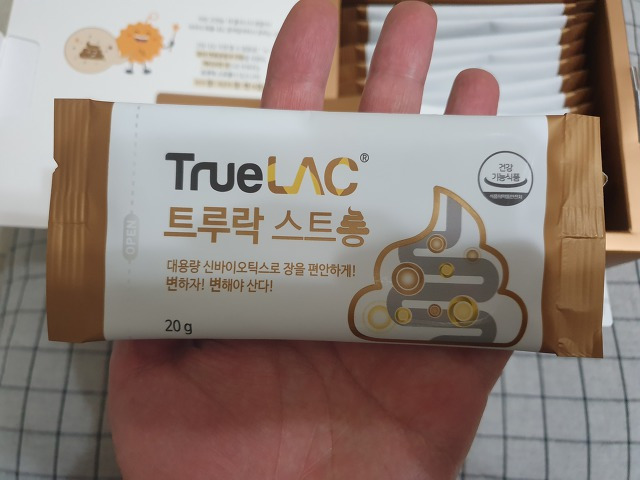 TrueLAC®
트루락 스트롱
대용량 신바이오틱스로 장을 편안하게!
변하자! 변해야 산다!
20 g
OPEN
건강
기능식품